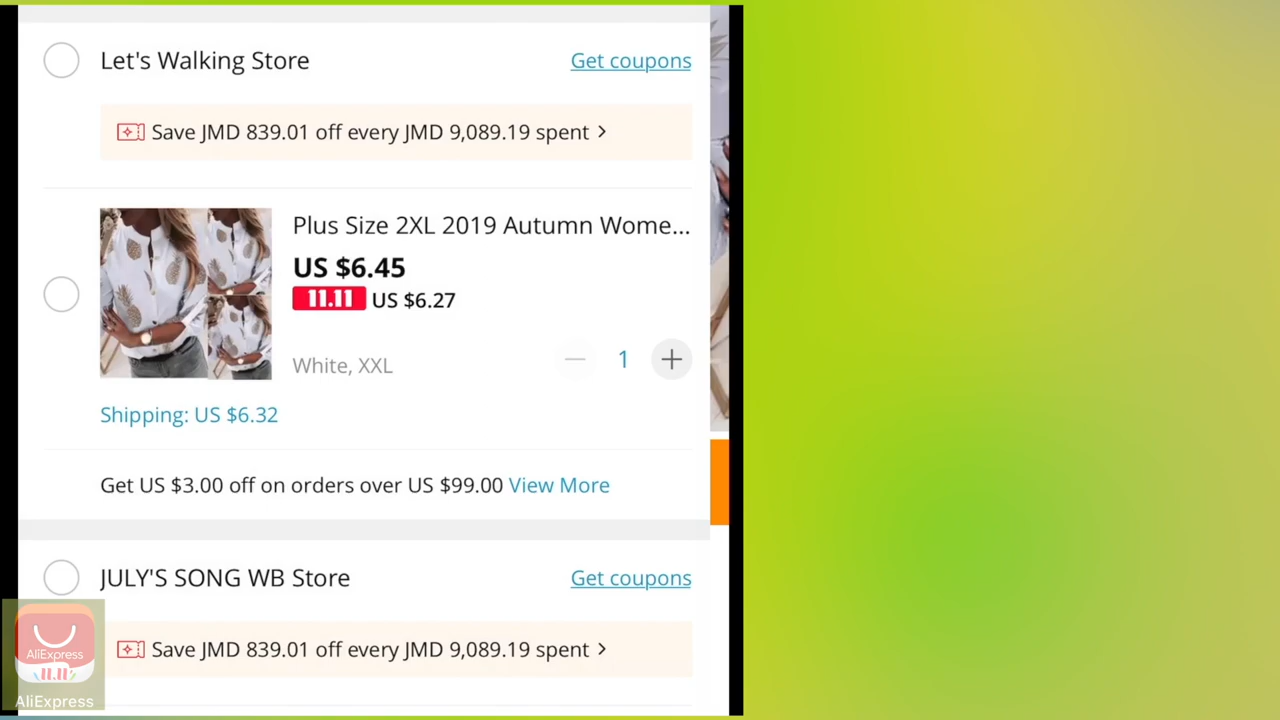 Let's Walking Store
Get coupons
Save JMD 839.01 off every JMD 9,089.19 spent >
Plus Size 2XL 2019 Autumn Wome...
US $6.45
11.11 US $6.27
White, XXL
— 1 +
Shipping: US $6.32
Get US $3.00 off on orders over US $99.00 View More
JULY'S SONG WB Store
Get coupons
Save JMD 839.01 off every JMD 9,089.19 spent >
AliExpress
11.11
AliExpress